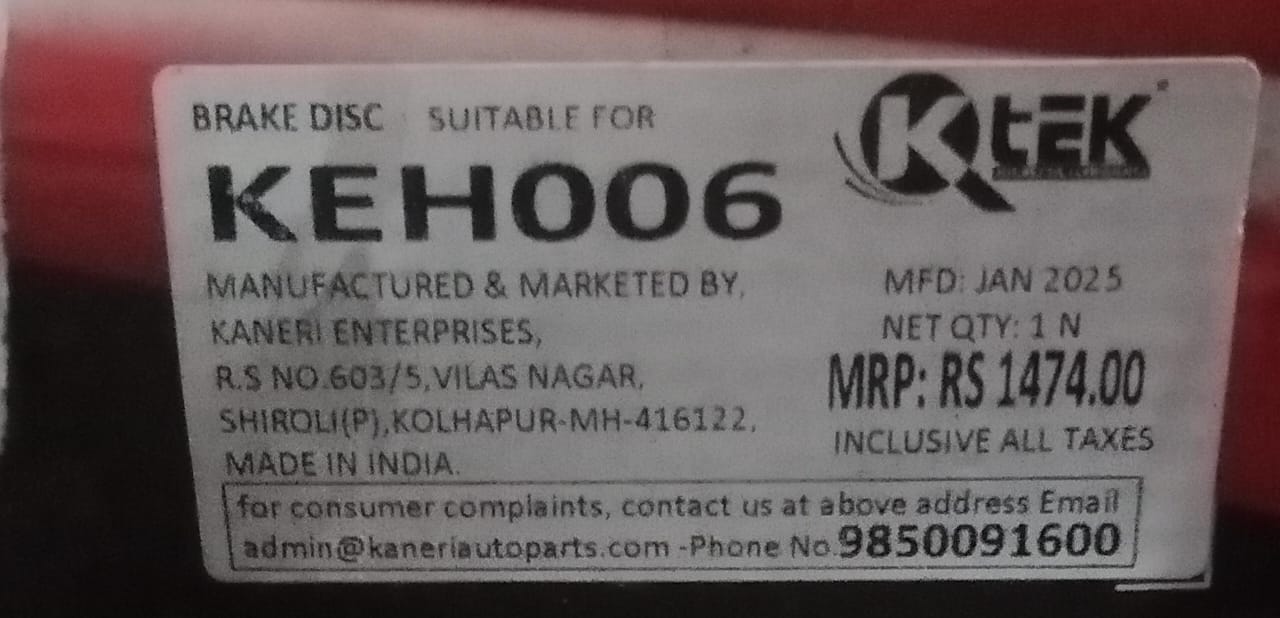 BRAKE DISC SUITABLE FOR
KEH006
Ktek
MANUFACTURED & MARKETED BY,
KANERI ENTERPRISES,
R.S NO.603/5,VILAS NAGAR,
SHIROLI(P),KOLHAPUR-MH-416122,
MADE IN INDIA.
MFD: JAN 2025
NET QTY: 1 N
MRP: RS 1474.00
INCLUSIVE ALL TAXES
for consumer complaints, contact us at above address Email
admin@kaneriautoparts.com -Phone No.9850091600